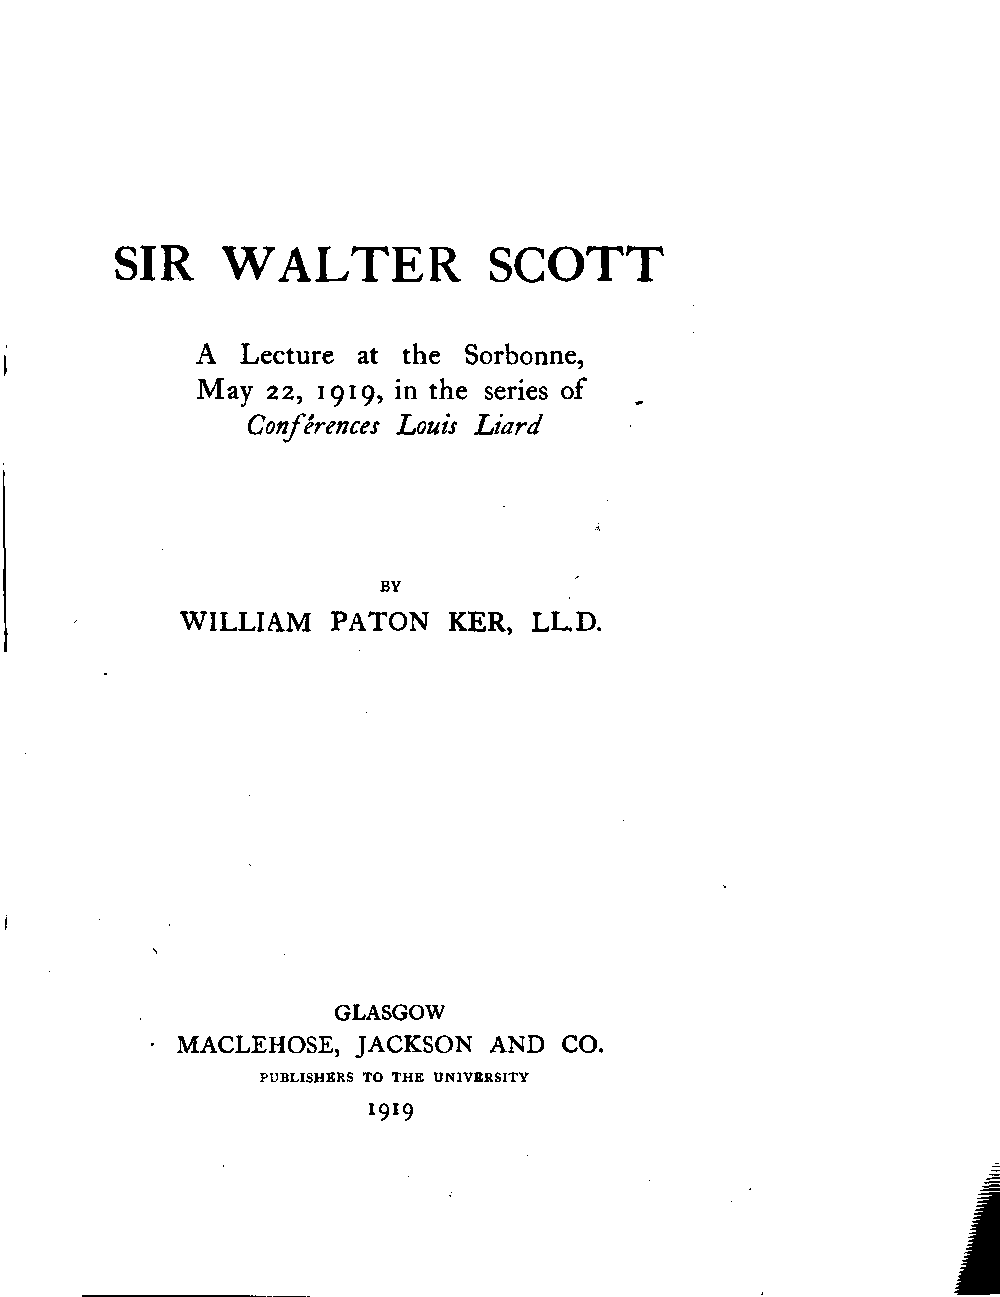 SIR WALTER SCOTT
A Lecture at the Sorbonne,
May 22, 1919, in the series of
Conférences Louis Liard
BY
WILLIAM PATON KER, LL.D.
GLASGOW
MACLEHOSE, JACKSON AND CO.
PUBLISHERS TO THE UNIVERSITY
1919